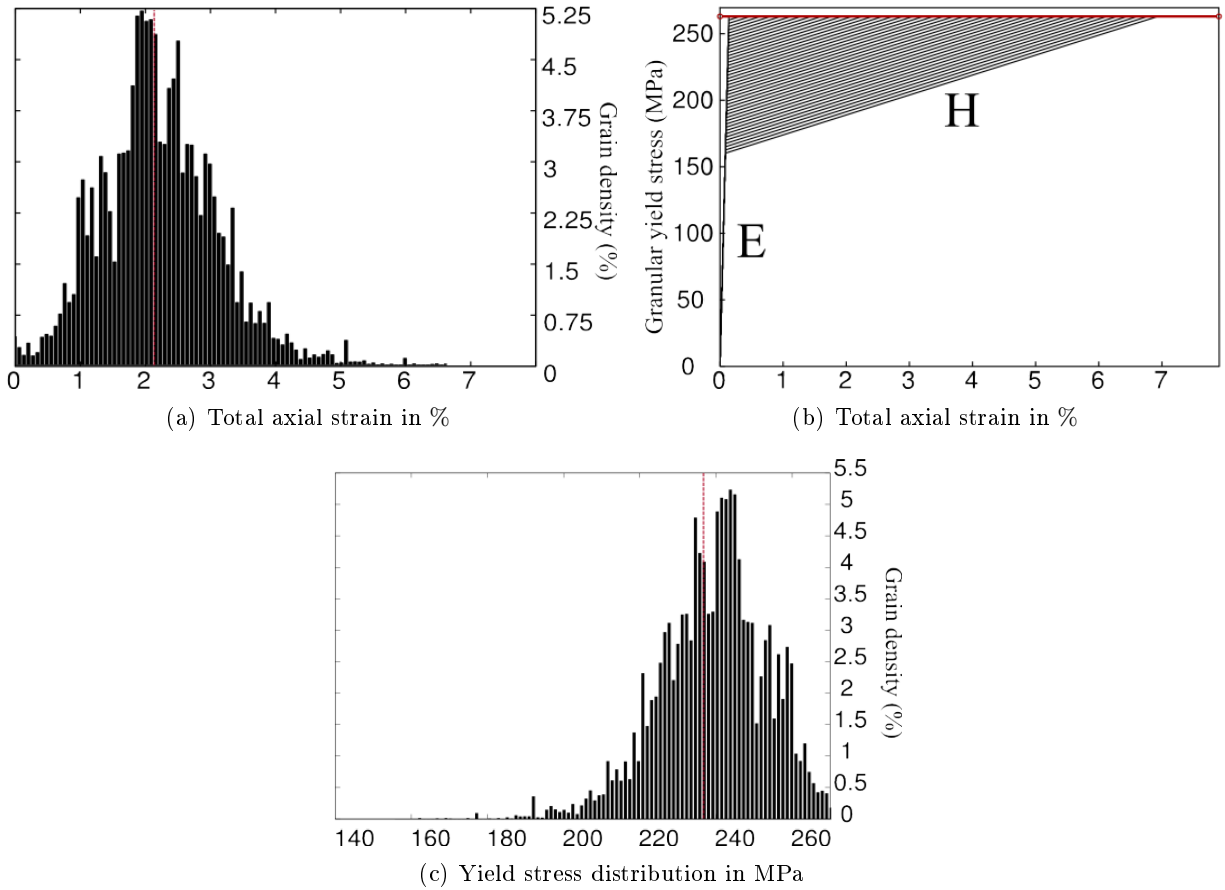 5.25
4.5
3.75
3
2.25
1.5
0.75
0
Grain density (%)
0 1 2 3 4 5 6 7
(a) Total axial strain in %
250
200
150
100
50
0
Granular yield stress (MPa)
H
E
0 1 2 3 4 5 6 7
(b) Total axial strain in %
5.5
5
4.5
4
3.5
3
2.5
2
1.5
1
0.5
0
Grain density (%)
140 160 180 200 220 240 260
(c) Yield stress distribution in MPa